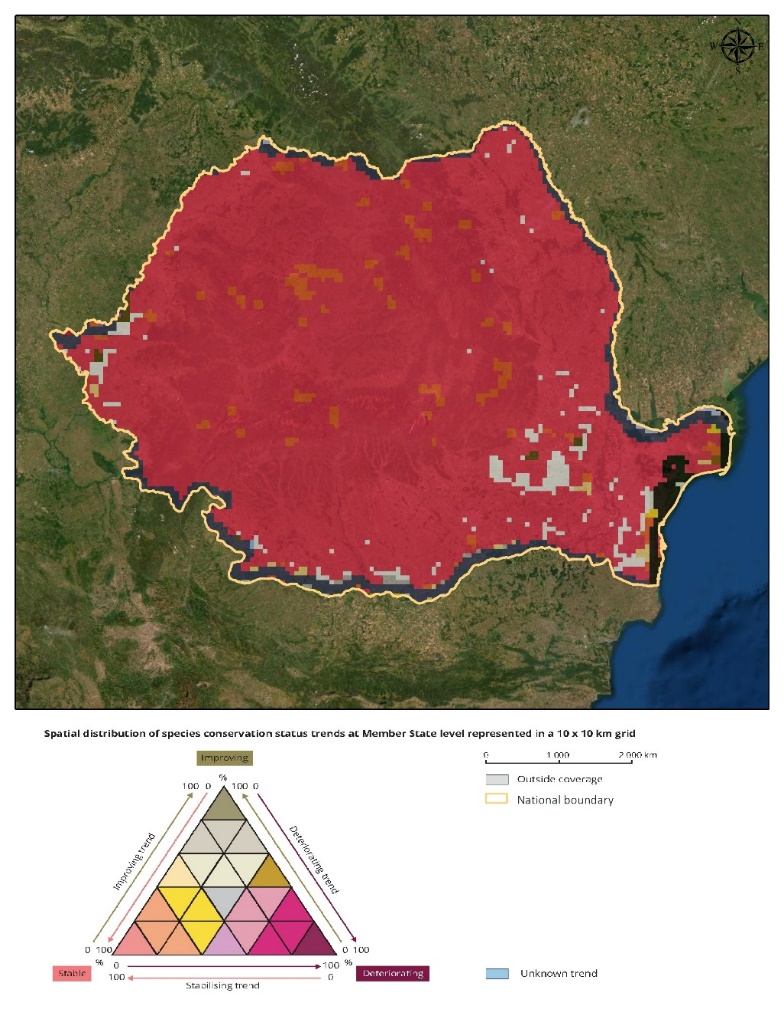 N
W E
S
Spatial distribution of species conservation status trends at Member State level represented in a 10 x 10 km grid
Improving
0 1 000 2 000 km
%
100 0 100 0
Outside coverage
National boundary
Improving trend
Deteriorating trend
0 100 0 100
% %
Stable
0 100
Deteriorating
100 0
Stabilising trend
Unknown trend